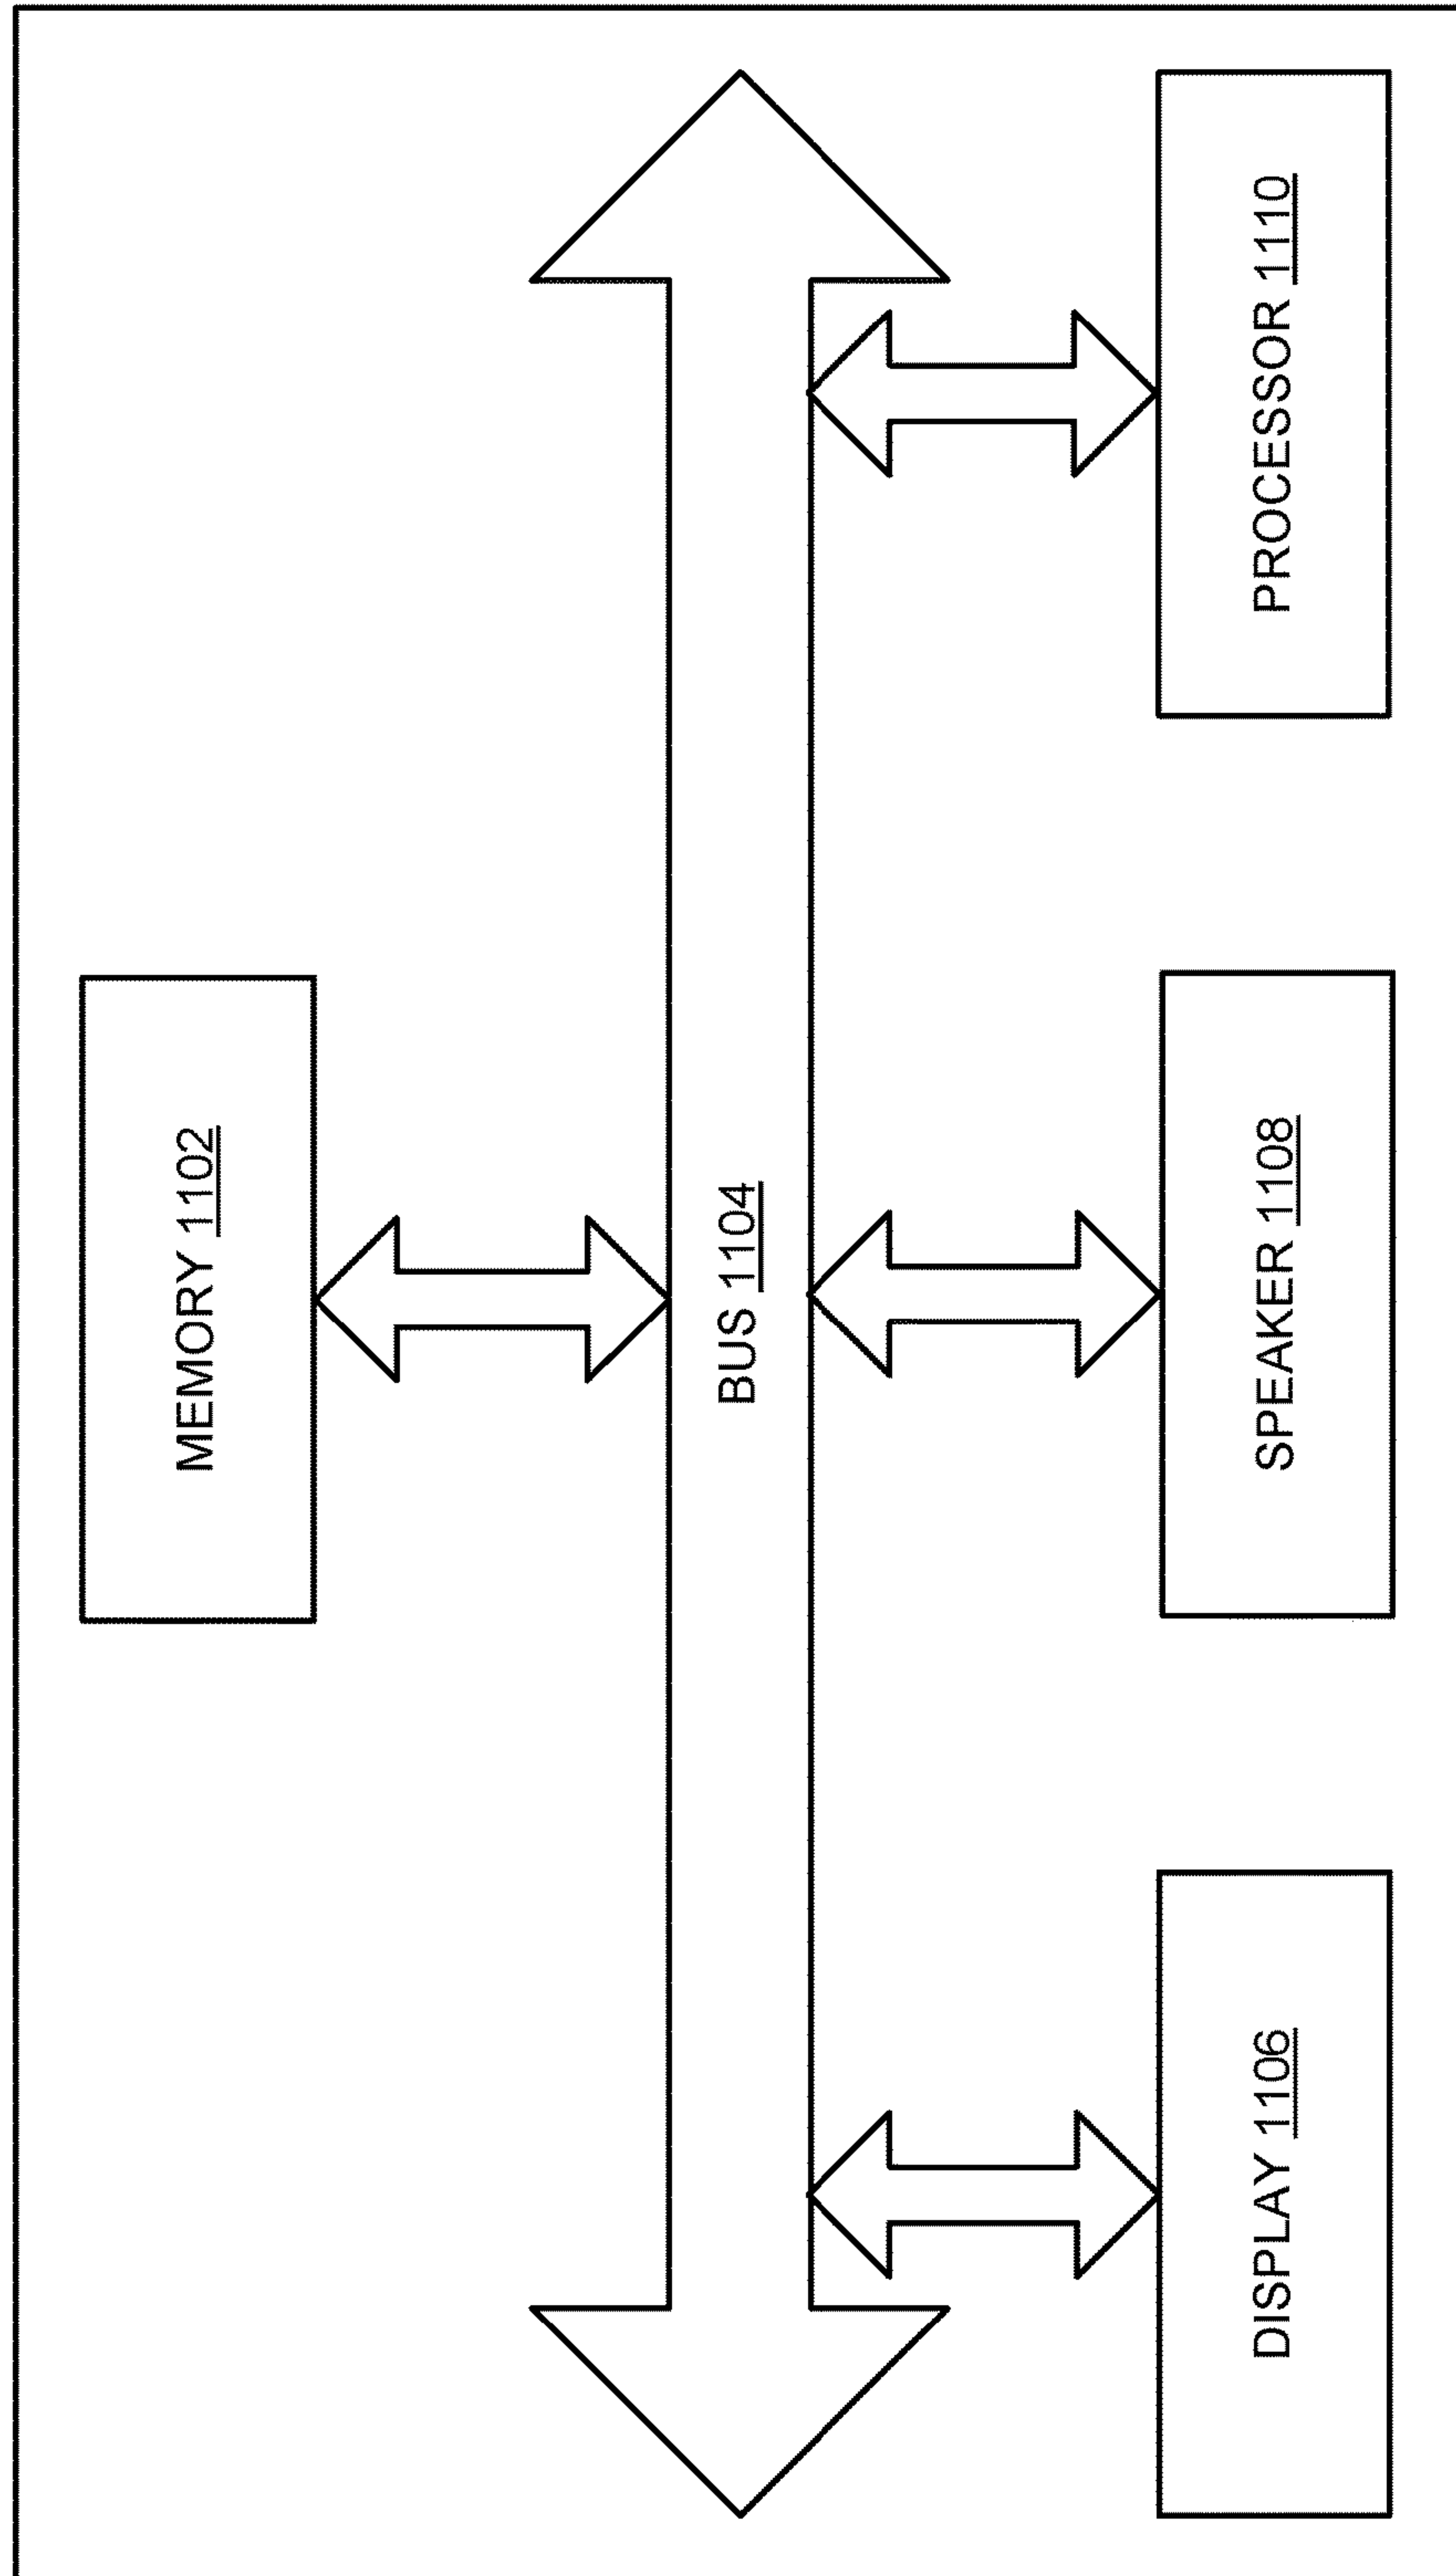 MEMORY 1102
BUS 1104
DISPLAY 1106
SPEAKER 1108
PROCESSOR 1110